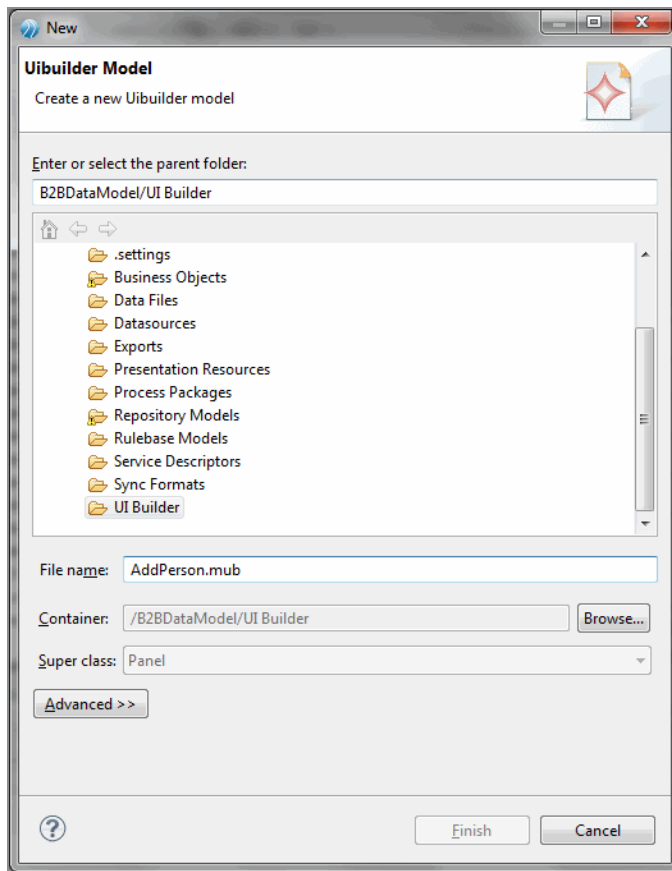 New
Uibuilder Model
Create a new Uibuilder model
Enter or select the parent folder:
B2BDataModel/UI Builder
.settings
Business Objects
Data Files
Datasources
Exports
Presentation Resources
Process Packages
Repository Models
Rulebase Models
Service Descriptors
Sync Formats
UI Builder
File name: AddPerson.mub
Container: /B2BDataModel/UI Builder Browse...
Super class: Panel
Advanced >>
? Finish Cancel